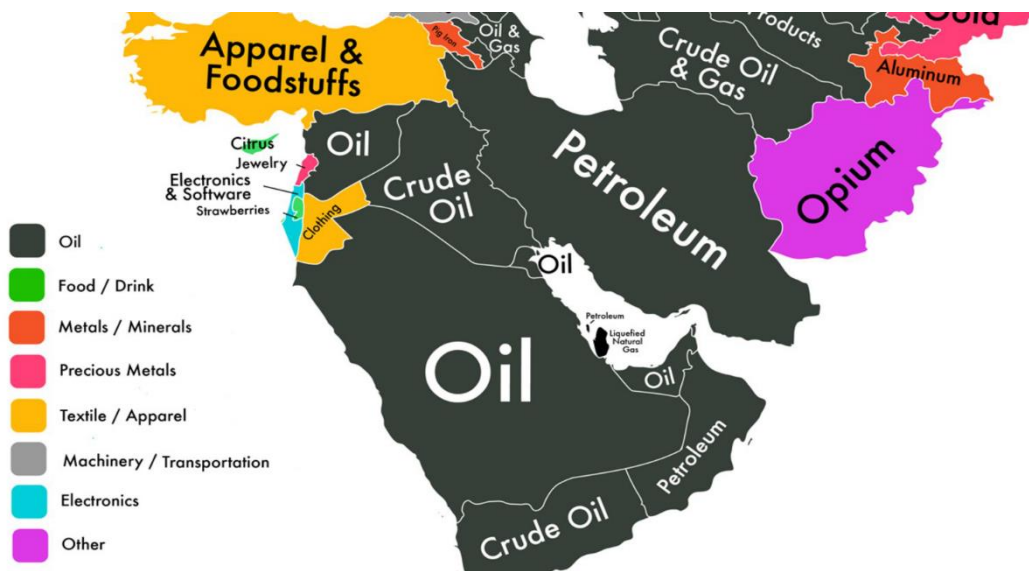 Apparel &
Foodstuffs
Pig Iron
Oil &
Gas
Products
Gold
Crude Oil
& Gas
Aluminum
Citrus
Jewelry
Electronics
& Software
Strawberries
Clothing
Oil
Crude
Oil
Petroleum
Opium
Oil
Petroleum
Liquefied
Natural
Gas
Oil
Oil
Petroleum
Crude Oil
Oil
Food / Drink
Metals / Minerals
Precious Metals
Textile / Apparel
Machinery / Transportation
Electronics
Other